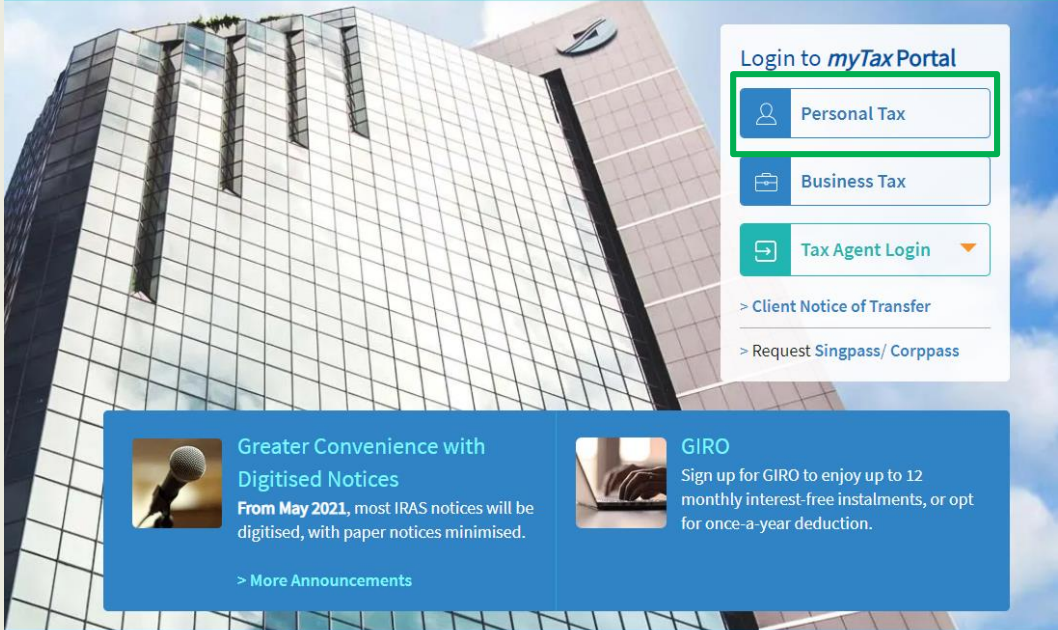 Login to myTax Portal
Personal Tax
Business Tax
Tax Agent Login
> Client Notice of Transfer
> Request Singpass/ Corppass
Greater Convenience with
Digitised Notices
From May 2021, most IRAS notices will be
digitised, with paper notices minimised.
> More Announcements
GIRO
Sign up for GIRO to enjoy up to 12
monthly interest-free instalments, or opt
for once-a-year deduction.